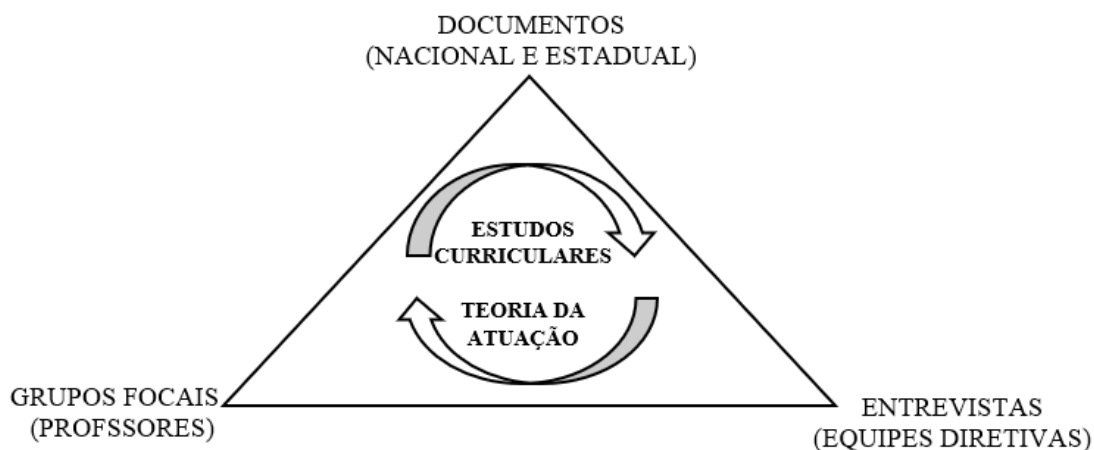 DOCUMENTOS
(NACIONAL E ESTADUAL)
ESTUDOS
CURRICULARES
TEORIA DA
ATUAÇÃO
GRUPOS FOCAIS
(PROFSSORES)
ENTREVISTAS
(EQUIPES DIRETIVAS)